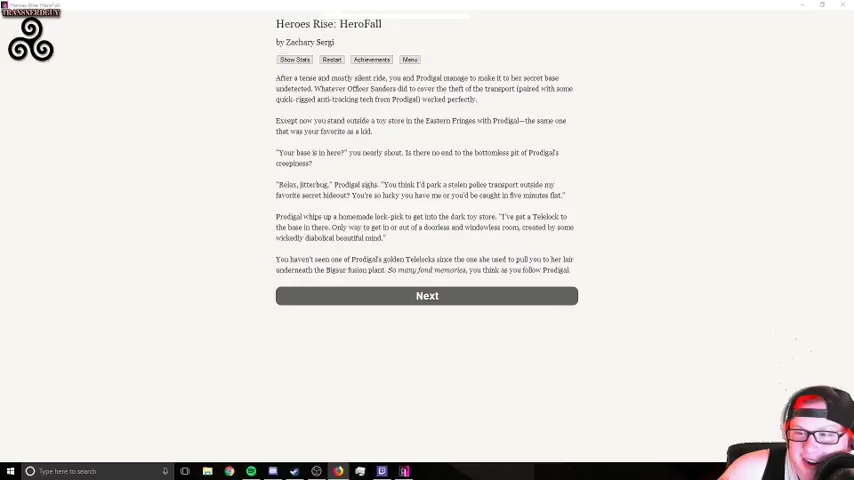 Heroes Rise: HeroFall
TRANSNERDGUY
Heroes Rise: HeroFall
by Zachary Sergi
Show Stats Restart Achievements Menu
After a tense and mostly silent ride, you and Prodigal manage to make it to her secret base
undetected. Whatever Officer Sanders did to cover the theft of the transport (paired with some
quick-rigged anti-tracking tech from Prodigal) worked perfectly.
Except now you stand outside a toy store in the Eastern Fringes with Prodigal—the same one
that was your favorite as a kid.
"Your base is in here?" you nearly shout. Is there no end to the bottomless pit of Prodigal's
creepiness?
"Relax, jitterbug," Prodigal sighs. "You think I'd park a stolen police transport outside my
favorite secret hideout? You're so lucky you have me or you'd be caught in five minutes flat."
Prodigal whips up a homemade lock-pick to get into the dark toy store. "I've got a Telelock to
the base in there. Only way to get in or out of a doorless and windowless room, created by some
wickedly diabolical beautiful mind."
You haven't seen one of Prodigal's golden Telelocks since the one she used to pull you to her lair
underneath the Bigsur fusion plant. So many fond memories, you think as you follow Prodigal.
Next
Type here to search